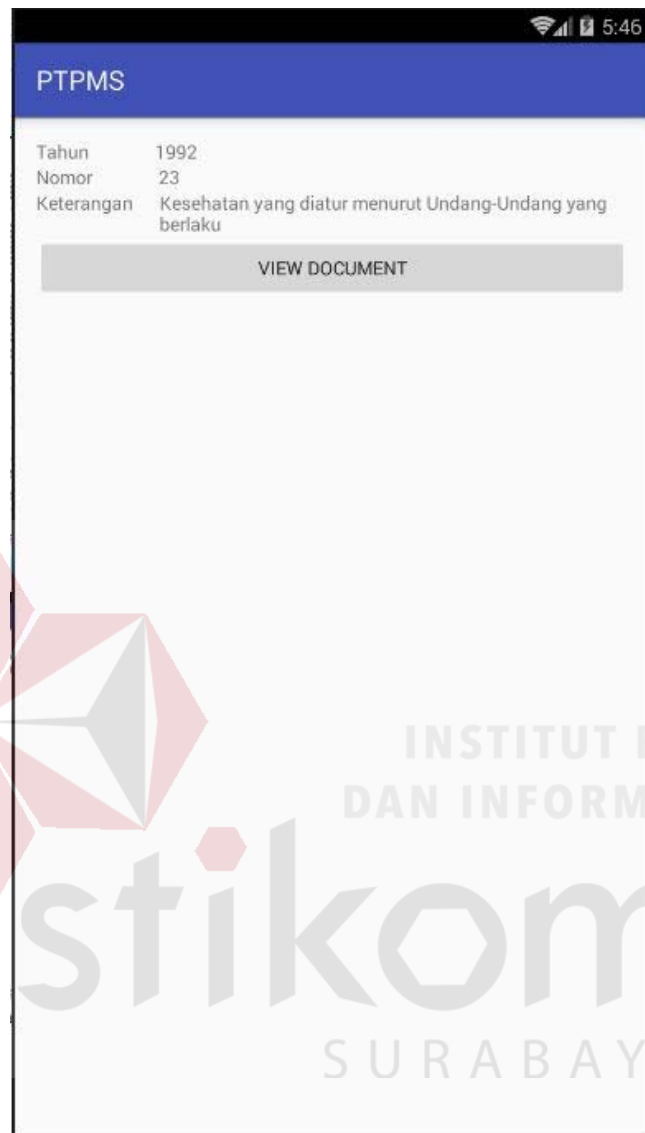 5:46
PTPMS
Tahun 1992
Nomor 23
Keterangan Kesehatan yang diatur menurut Undang-Undang yang
berlaku
VIEW DOCUMENT
INSTITUT
DAN INFORM
stikom
SURABAY